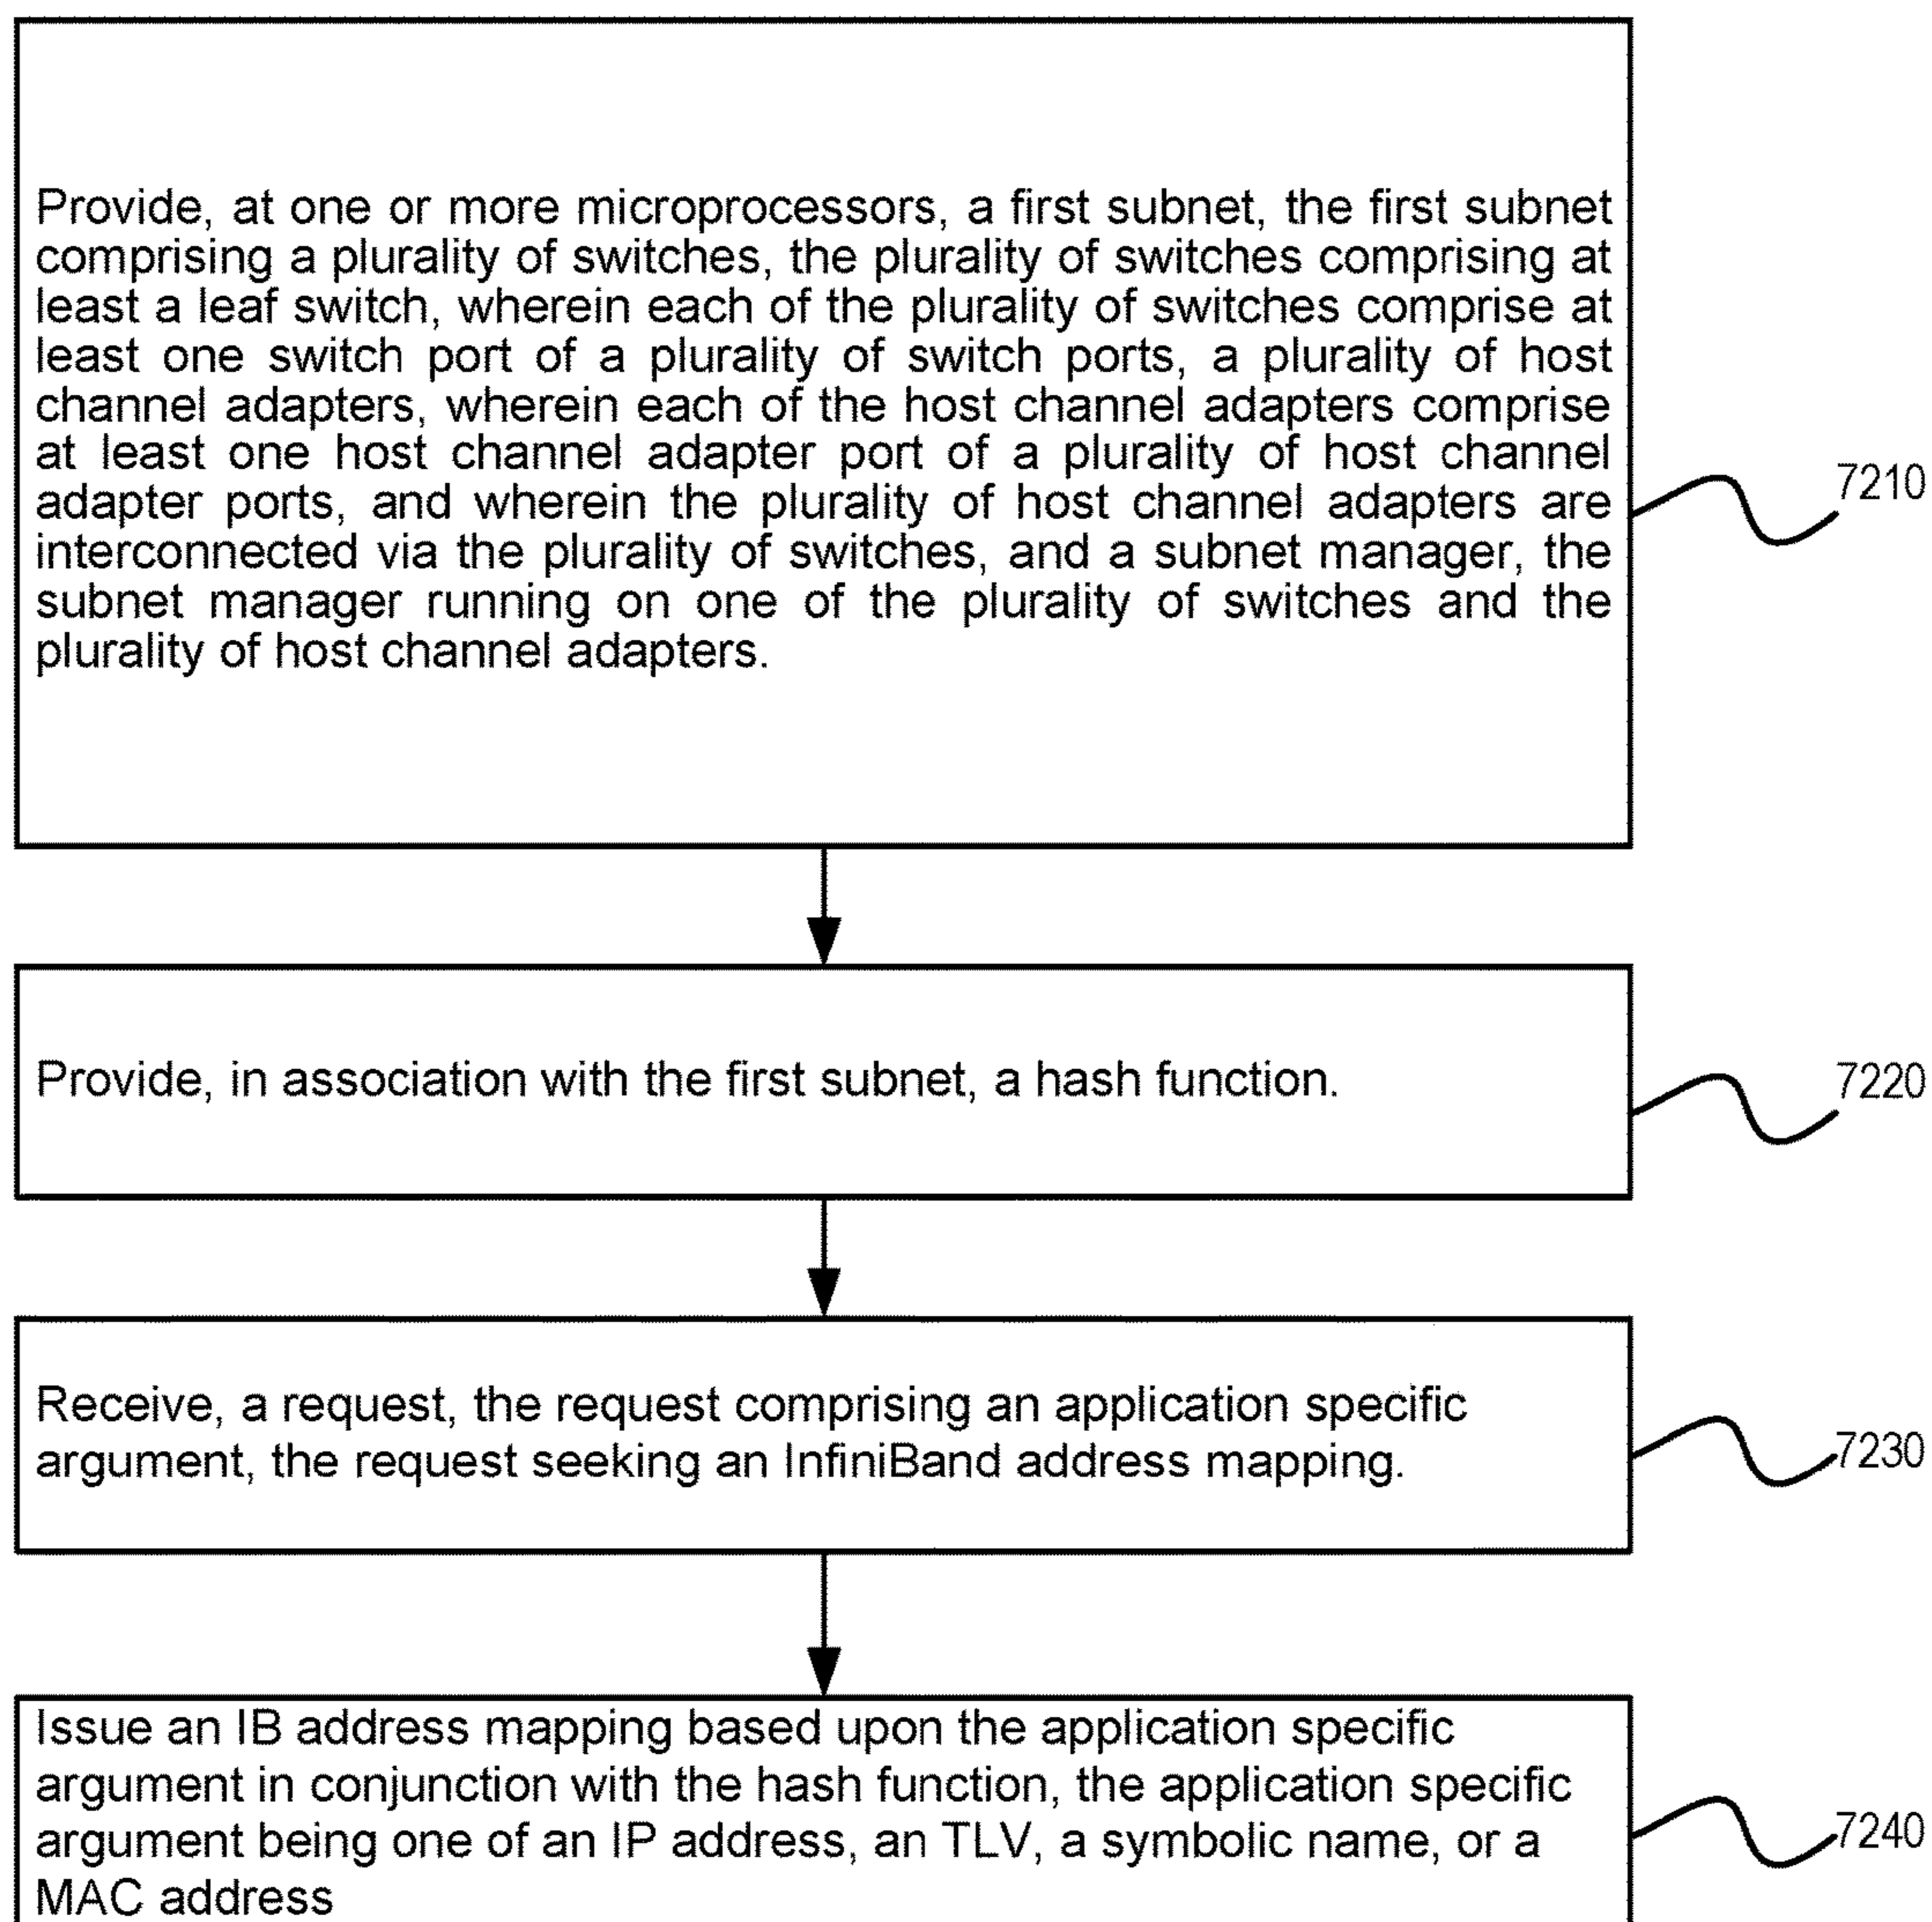 Provide, at one or more microprocessors, a first subnet, the first subnet
comprising a plurality of switches, the plurality of switches comprising at
least a leaf switch, wherein each of the plurality of switches comprise at
least one switch port of a plurality of switch ports, a plurality of host
channel adapters, wherein each of the host channel adapters comprise
at least one host channel adapter port of a plurality of host channel
adapter ports, and wherein the plurality of host channel adapters are
interconnected via the plurality of switches, and a subnet manager, the
subnet manager running on one of the plurality of switches and the
plurality of host channel adapters.
7210
Provide, in association with the first subnet, a hash function.
7220
Receive, a request, the request comprising an application specific
argument, the request seeking an InfiniBand address mapping.
7230
Issue an IB address mapping based upon the application specific
argument in conjunction with the hash function, the application specific
argument being one of an IP address, an TLV, a symbolic name, or a
MAC address
7240